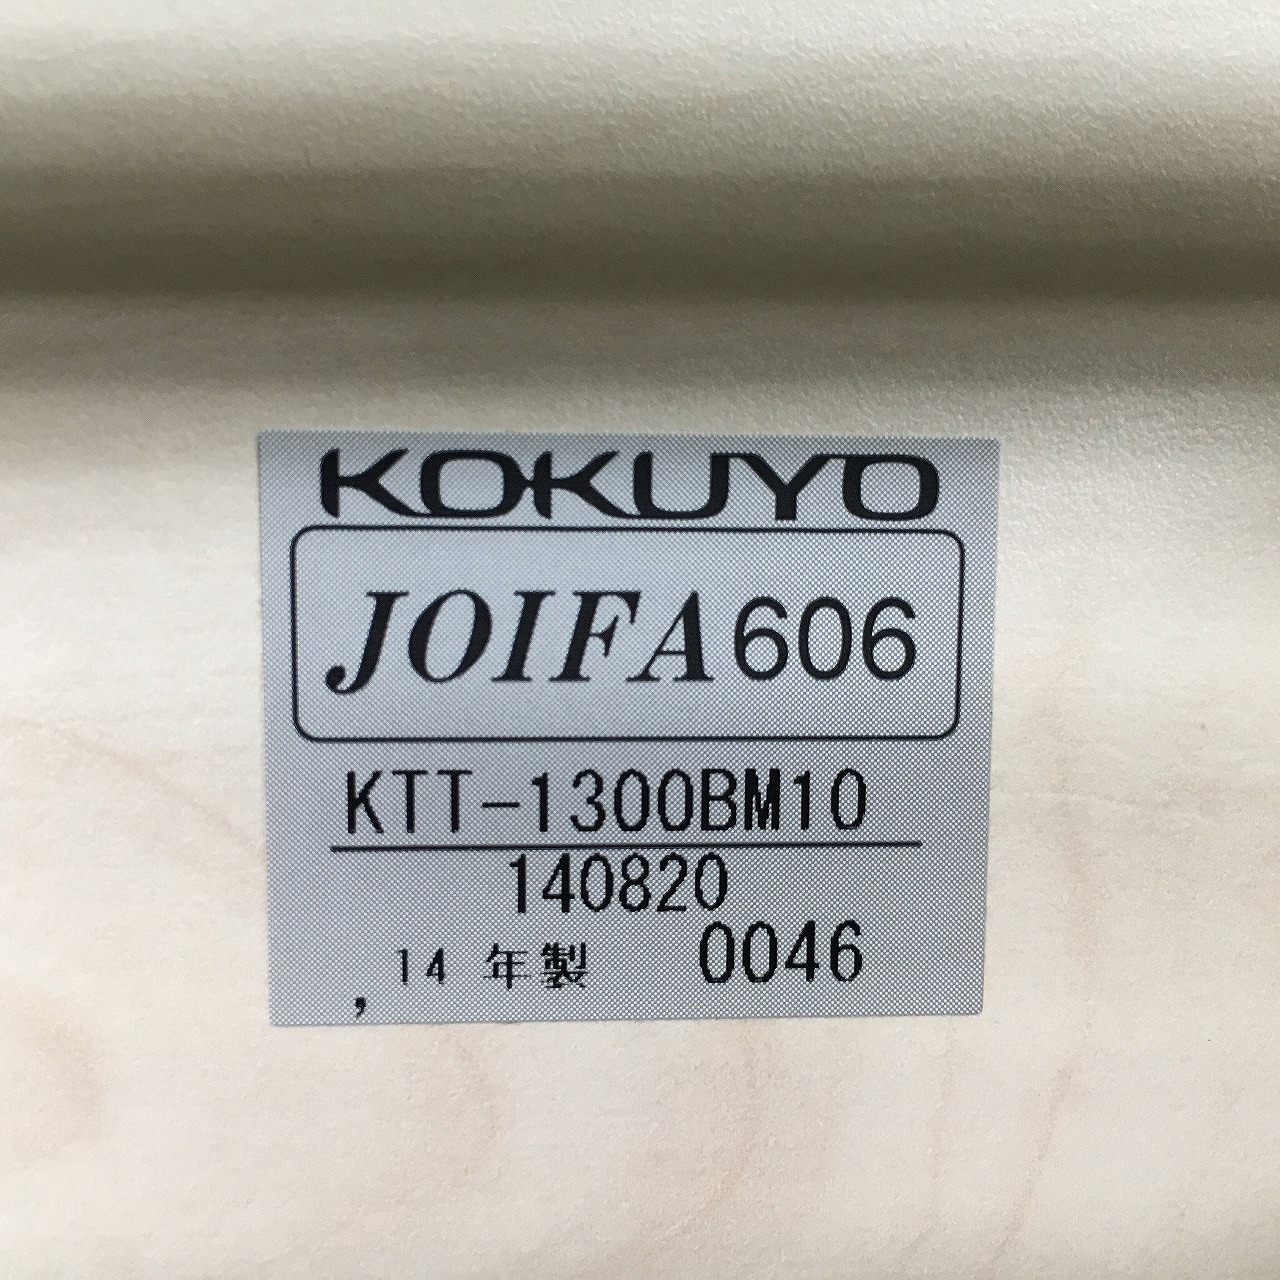 KOKUYO
JOIFA606
KTT-1300BM10
140820
,14 年製 0046